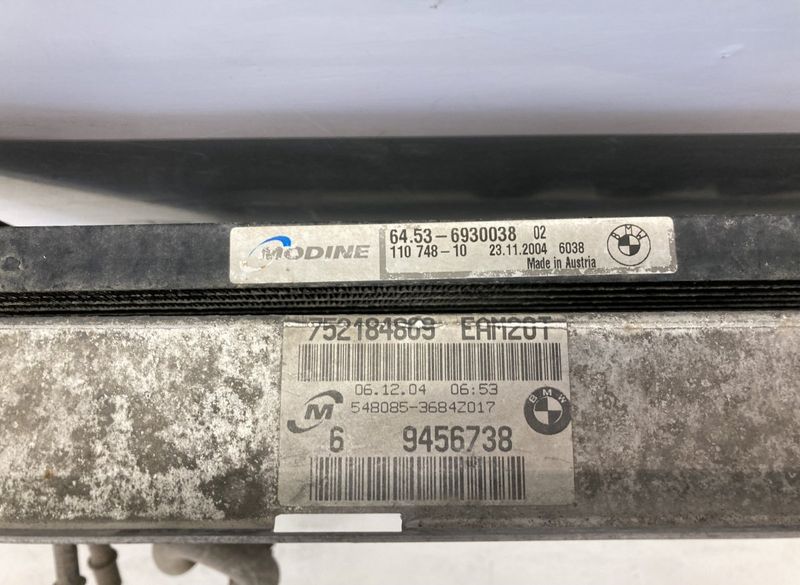 MODINE
64.53-6930038 02
110 748-10 23.11.2004 6038
Made in Austria
BMW
752184869 EAM20T
06.12.04 06:53
548085-3684Z017
M
BMW
6 9456738